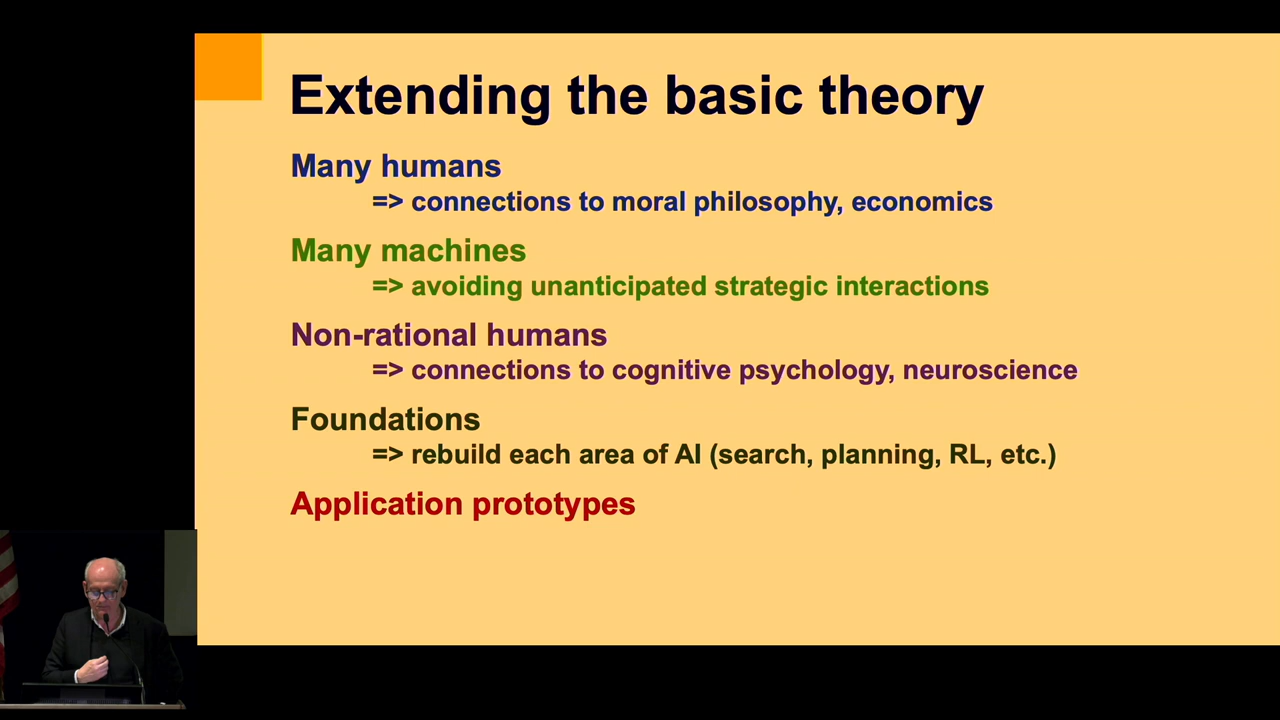 Extending the basic theory
Many humans
=> connections to moral philosophy, economics
Many machines
=> avoiding unanticipated strategic interactions
Non-rational humans
=> connections to cognitive psychology, neuroscience
Foundations
=> rebuild each area of AI (search, planning, RL, etc.)
Application prototypes